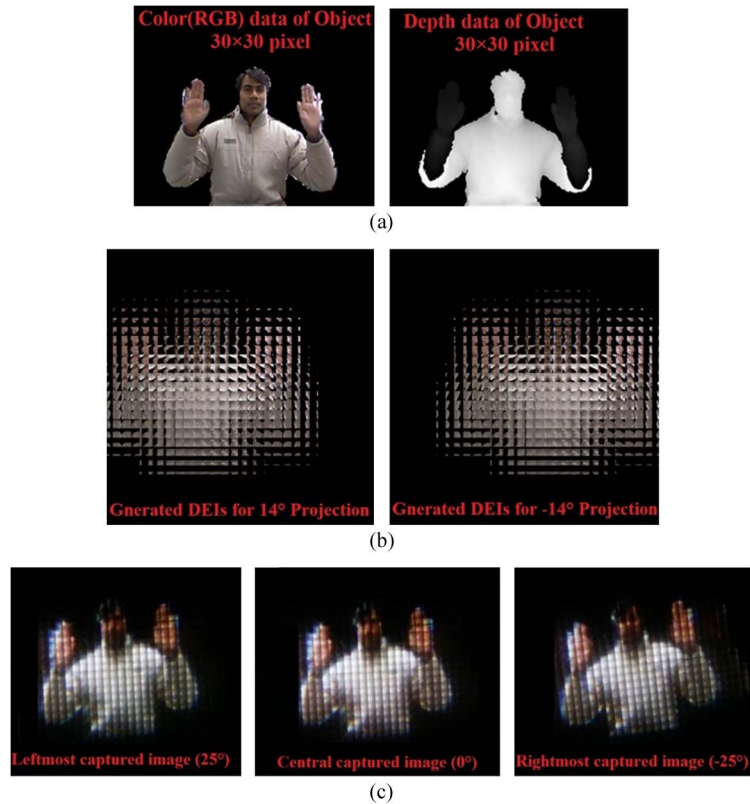 Color(RGB) data of Object
30×30 pixel
Depth data of Object
30×30 pixel
(a)
Gnerated DEIs for 14° Projection
Gnerated DEIs for -14° Projection
(b)
Leftmost captured image (25°)
Central captured image (0°)
Rightmost captured image (-25°)
(c)